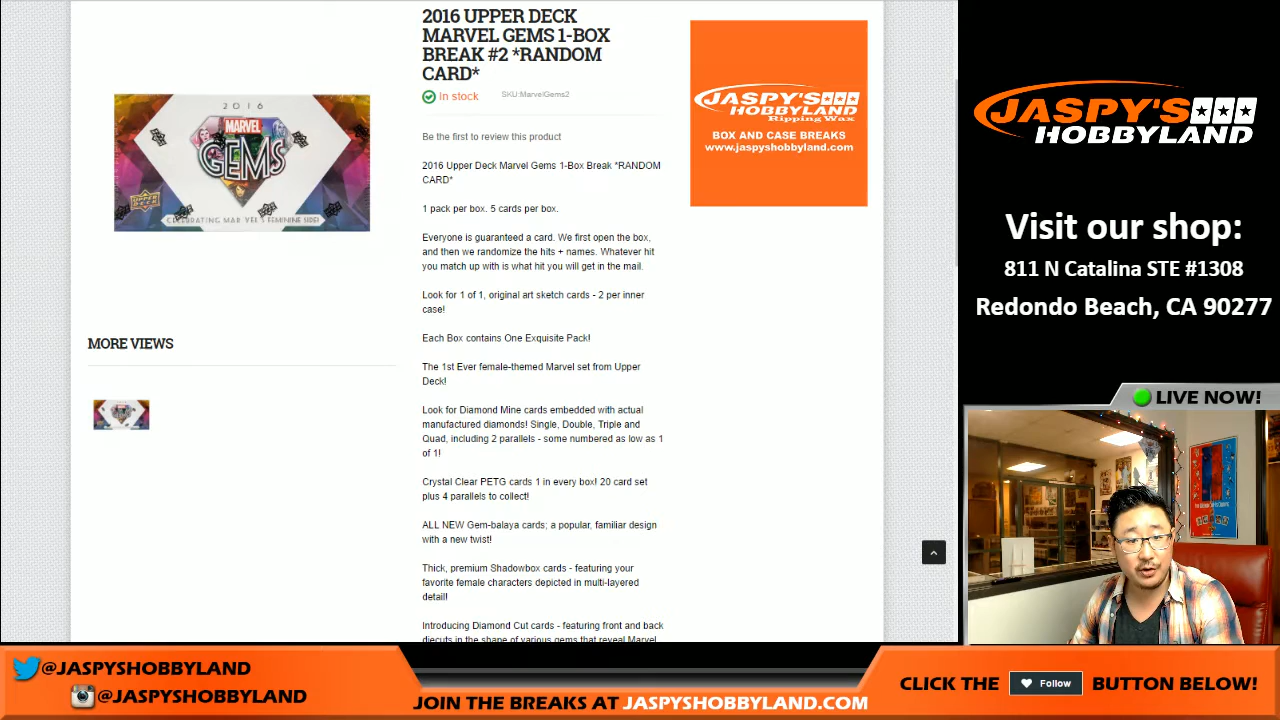 2016 UPPER DECK
MARVEL GEMS 1-BOX
BREAK #2 *RANDOM
CARD*
In stock
SKU:MarvelGems2
Be the first to review this product
2016 Upper Deck Marvel Gems 1-Box Break *RANDOM
CARD*
1 pack per box. 5 cards per box.
Everyone is guaranteed a card. We first open the box,
and then we randomize the hits + names. Whatever hit
you match up with is what hit you will get in the mail.
Look for 1 of 1, original art sketch cards - 2 per inner
case!
Each Box contains One Exquisite Pack!
The 1st Ever female-themed Marvel set from Upper
Deck!
Look for Diamond Mine cards embedded with actual
manufactured diamonds! Single, Double, Triple and
Quad, including 2 parallels - some numbered as low as 1
of 1!
Crystal Clear PETG cards 1 in every box! 20 card set
plus 4 parallels to collect!
ALL NEW Gem-balaya cards; a popular, familiar design
with a new twist!
Thick, premium Shadowbox cards - featuring your
favorite female characters depicted in multi-layered
detail!
Introducing Diamond Cut cards - featuring front and back
diecuts in the shape of various gems that reveal Marvel
2016
MARVEL
GEMS
UPPER
DECK
CELEBRATING MARVEL'S FEMININE SIDE!
MORE VIEWS
JASPY'S
HOBBYLAND
Ripping Wax
BOX AND CASE BREAKS
www.jaspyshobbyland.com
JASPY'S
HOBBYLAND
Visit our shop:
811 N Catalina STE #1308
Redondo Beach, CA 90277
LIVE NOW!
@JASPYSHOBBYLAND
@JASPYSHOBBYLAND
JOIN THE BREAKS AT JASPYSHOBBYLAND.COM
CLICK THE Follow BUTTON BELOW!